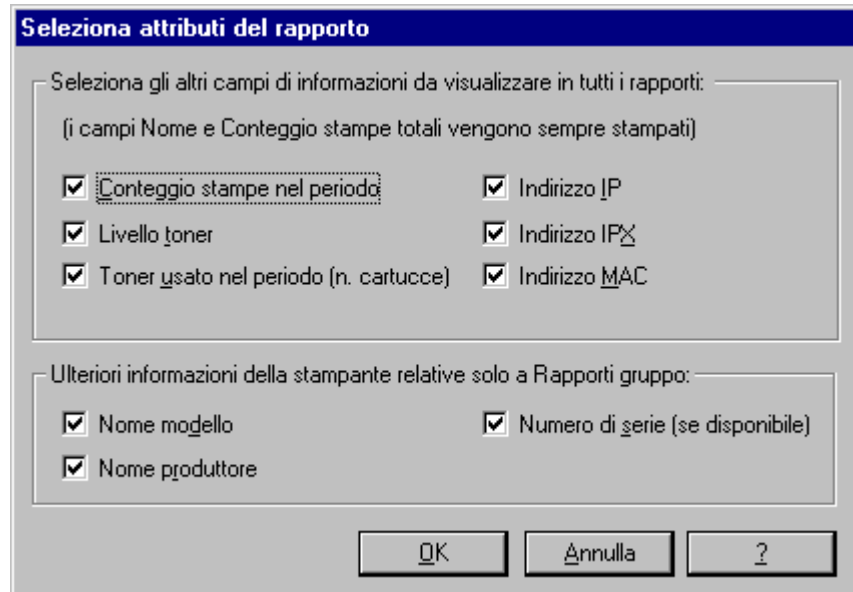 Seleziona attributi del rapporto
Seleziona gli altri campi di informazioni da visualizzare in tutti i rapporti:
(i campi Nome e Conteggio stampe totali vengono sempre stampati)
Conteggio stampe nel periodo
Indirizzo IP
Livello toner
Indirizzo IPX
Toner usato nel periodo (n. cartucce)
Indirizzo MAC
Ulteriori informazioni della stampante relative solo a Rapporti gruppo:
Nome modello
Numero di serie (se disponibile)
Nome produttore
OK
Annulla
?